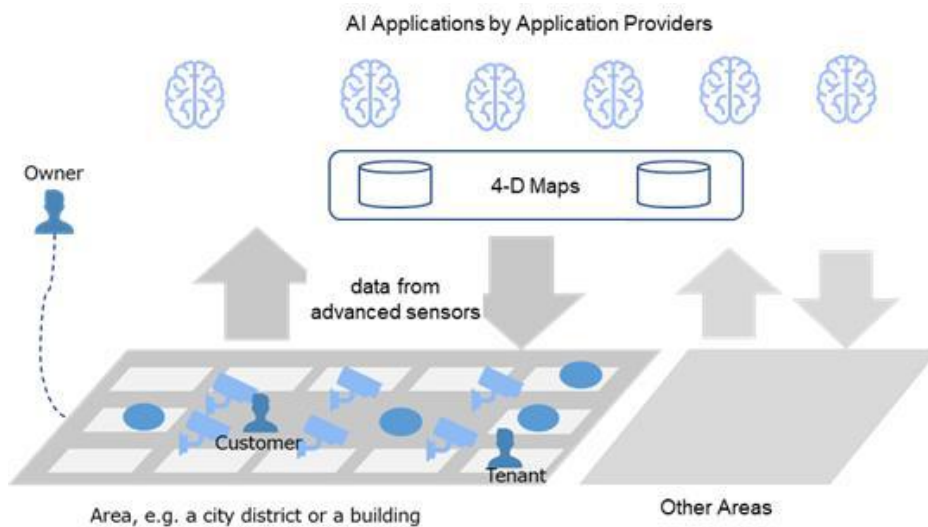 AI Applications by Application Providers
Owner
4-D Maps
data from
advanced sensors
Customer
Tenant
Area, e.g. a city district or a building
Other Areas